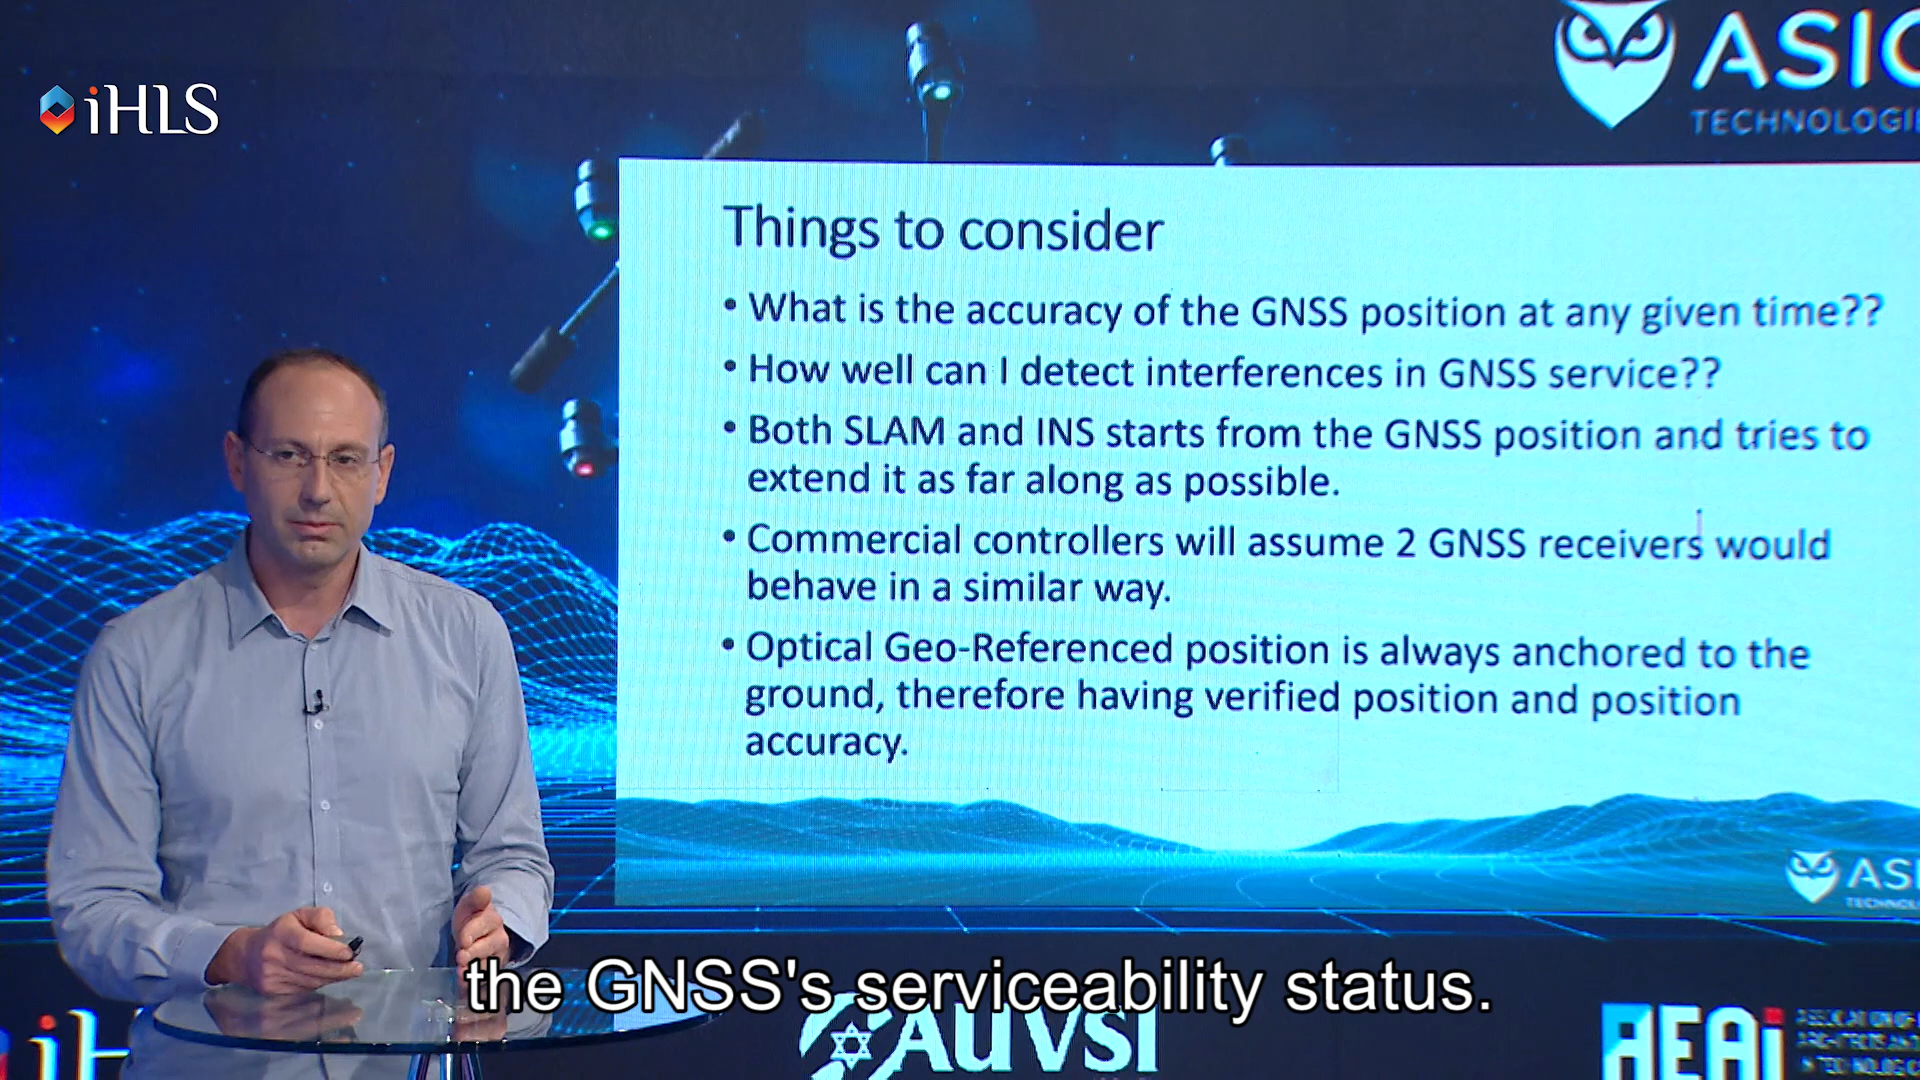 iHLS
ASIO
TECHNOLOGI
Things to consider
• What is the accuracy of the GNSS position at any given time??
• How well can I detect interferences in GNSS service??
• Both SLAM and INS starts from the GNSS position and tries to
extend it as far along as possible.
• Commercial controllers will assume 2 GNSS receivers would
behave in a similar way.
• Optical Geo-Referenced position is always anchored to the
ground, therefore having verified position and position
accuracy.
ASI
TECHNOLO
the GNSS's serviceability status.
iH
AUVSI
AEAi